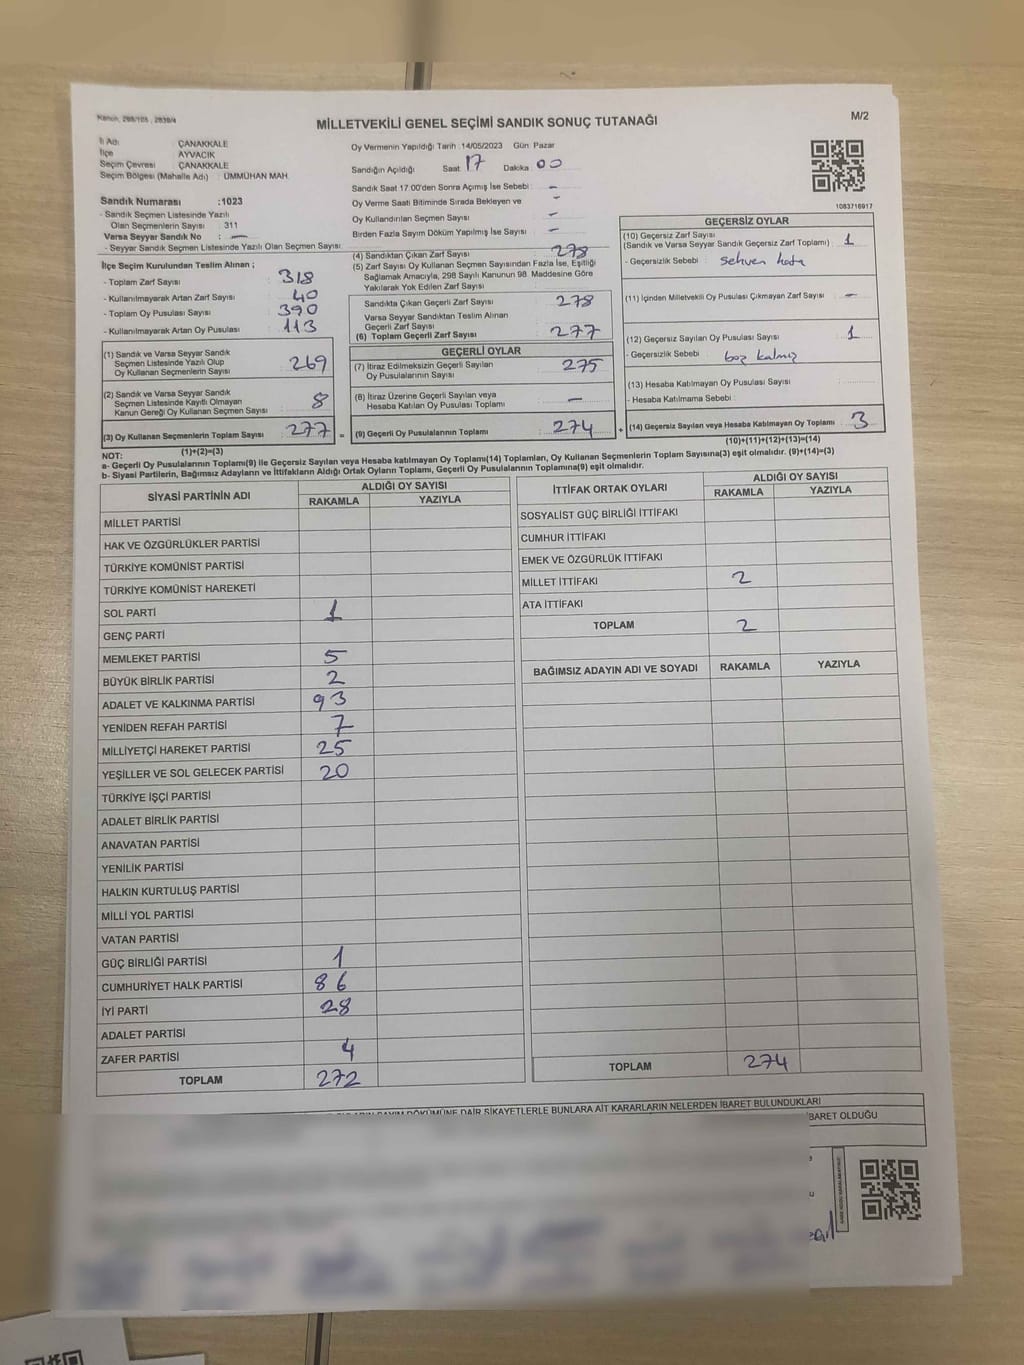 Kanun, 298/105 , 2839/4
MİLLETVEKİLİ GENEL SEÇİMİ SANDIK SONUÇ TUTANAĞI
M/2
İl Adı : ÇANAKKALE
İlçe : AYVACIK
Seçim Çevresi : ÇANAKKALE
Seçim Bölgesi (Mahalle Adı) : ÜMMÜHAN MAH.
Sandık Numarası :1023
- Sandık Seçmen Listesinde Yazılı
Olan Seçmenlerin Sayısı : 311
Varsa Seyyar Sandık No : —
- Seyyar Sandık Seçmen Listesinde Yazılı Olan Seçmen Sayısı:
Oy Vermenin Yapıldığı Tarih :14/05/2023 Gün Pazar
Sandığın Açıldığı Saat 17 Dakika 00
Sandık Saat 17.00'den Sonra Açımış İse Sebebi : —
Oy Verme Saati Bitiminde Sırada Bekleyen ve —
Oy Kullandırılan Seçmen Sayısı : —
Birden Fazla Sayım Döküm Yapılmış İse Sayısı : —
1083716917
İlçe Seçim Kurulundan Teslim Alınan ;
- Toplam Zarf Sayısı : 318
- Kullanılmayarak Artan Zarf Sayısı : 40
- Toplam Oy Pusulası Sayısı : 390
- Kullanılmayarak Artan Oy Pusulası : 113
(4) Sandıktan Çıkan Zarf Sayısı : 278
(5) Zarf Sayısı Oy Kullanan Seçmen Sayısından Fazla İse, Eşitliği
Sağlamak Amacıyla, 298 Sayılı Kanunun 98. Maddesine Göre
Yakılarak Yok Edilen Zarf Sayısı :
Sandıkta Çıkan Geçerli Zarf Sayısı : 278
Varsa Seyyar Sandıktan Teslim Alınan
Geçerli Zarf Sayısı :
(6) Toplam Geçerli Zarf Sayısı : 277
GEÇERSİZ OYLAR
(10) Geçersiz Zarf Sayısı
(Sandık ve Varsa Seyyar Sandık Geçersiz Zarf Toplamı) : 1
- Geçersizlik Sebebi : sehven hata
(11) İçinden Milletvekili Oy Pusulası Çıkmayan Zarf Sayısı : —
(12) Geçersiz Sayılan Oy Pusulası Sayısı : 1
- Geçersizlik Sebebi : boş kalmış
(13) Hesaba Katılmayan Oy Pusulası Sayısı :
- Hesaba Katılmama Sebebi :
(14) Geçersiz Sayılan veya Hesaba Katılmayan Oy Toplamı : 3
(10)+(11)+(12)+(13)=(14)
(1) Sandık ve Varsa Seyyar Sandık
Seçmen Listesinde Yazılı Olup
Oy Kullanan Seçmenlerin Sayısı : 269
(2) Sandık ve Varsa Seyyar Sandık
Seçmen Listesinde Kayıtlı Olmayan
Kanun Gereği Oy Kullanan Seçmen Sayısı : 8
(3) Oy Kullanan Seçmenlerin Toplam Sayısı : 277 =
(1)+(2)=(3)
GEÇERLİ OYLAR
(7) İtiraz Edilmeksizin Geçerli Sayılan
Oy Pusulalarının Sayısı : 275
(8) İtiraz Üzerine Geçerli Sayılan veya
Hesaba Katılan Oy Pusulası Toplamı : —
(9) Geçerli Oy Pusulalarının Toplamı : 274 +
NOT:
a- Geçerli Oy Pusulalarının Toplamı(9) ile Geçersiz Sayılan veya Hesaba katılmayan Oy Toplamı(14) Toplamları, Oy Kullanan Seçmenlerin Toplam Sayısına(3) eşit olmalıdır. (9)+(14)=(3)
b- Siyasi Partilerin, Bağımsız Adayların ve İttifakların Aldığı Ortak Oyların Toplamı, Geçerli Oy Pusulalarının Toplamına(9) eşit olmalıdır.
SİYASİ PARTİNİN ADI ALDIĞI OY SAYISI
RAKAMLA YAZIYLA
MİLLET PARTİSİ
HAK VE ÖZGÜRLÜKLER PARTİSİ
TÜRKİYE KOMÜNİST PARTİSİ
TÜRKİYE KOMÜNİST HAREKETİ
SOL PARTİ 1
GENÇ PARTİ
MEMLEKET PARTİSİ 5
BÜYÜK BİRLİK PARTİSİ 2
ADALET VE KALKINMA PARTİSİ 93
YENİDEN REFAH PARTİSİ 7
MİLLİYETÇİ HAREKET PARTİSİ 25
YEŞİLLER VE SOL GELECEK PARTİSİ 20
TÜRKİYE İŞÇİ PARTİSİ
ADALET BİRLİK PARTİSİ
ANAVATAN PARTİSİ
YENİLİK PARTİSİ
HALKIN KURTULUŞ PARTİSİ
MİLLİ YOL PARTİSİ
VATAN PARTİSİ
GÜÇ BİRLİĞİ PARTİSİ 1
CUMHURİYET HALK PARTİSİ 86
İYİ PARTİ 28
ADALET PARTİSİ
ZAFER PARTİSİ 4
TOPLAM 272
İTTİFAK ORTAK OYLARI ALDIĞI OY SAYISI
RAKAMLA YAZIYLA
SOSYALİST GÜÇ BİRLİĞİ İTTİFAKI
CUMHUR İTTİFAKI
EMEK VE ÖZGÜRLÜK İTTİFAKI
MİLLET İTTİFAKI 2
ATA İTTİFAKI
TOPLAM 2
BAĞIMSIZ ADAYIN ADI VE SOYADI RAKAMLA YAZIYLA
TOPLAM 274
DÖKÜMÜNE DAİR ŞİKAYETLERLE BUNLARA AİT KARARLARIN NELERDEN İBARET BULUNDUKLARI
İBARET OLDUĞU